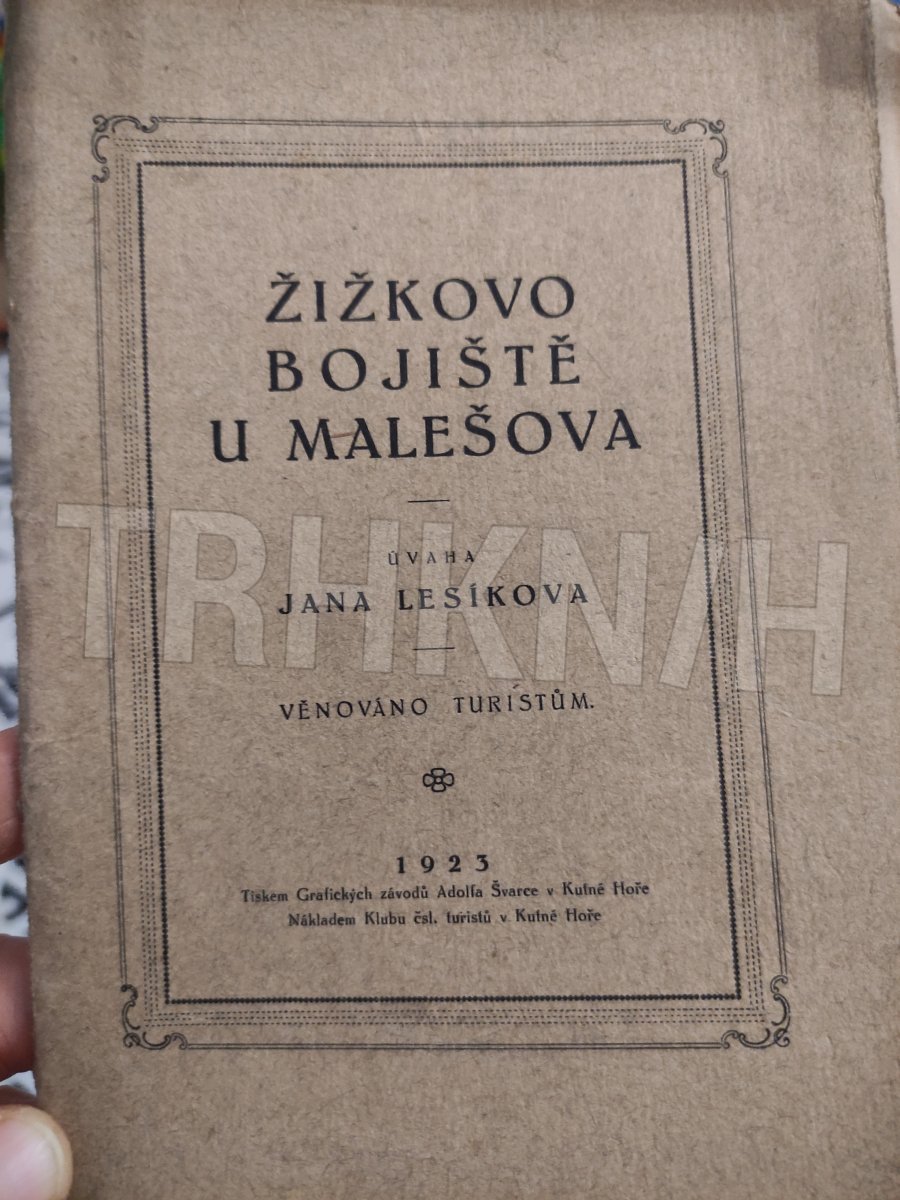 ŽIŽKOVO
BOJIŠTĚ
U MALEŠOVA
ÚVAHA
JANA LESÍKOVA
VĚNOVÁNO TURISTŮM.
1923
Tiskem Grafických závodů Adolfa Švarce v Kutné Hoře
Nákladem Klubu čsl. turistů v Kutné Hoře
TRHKNIH